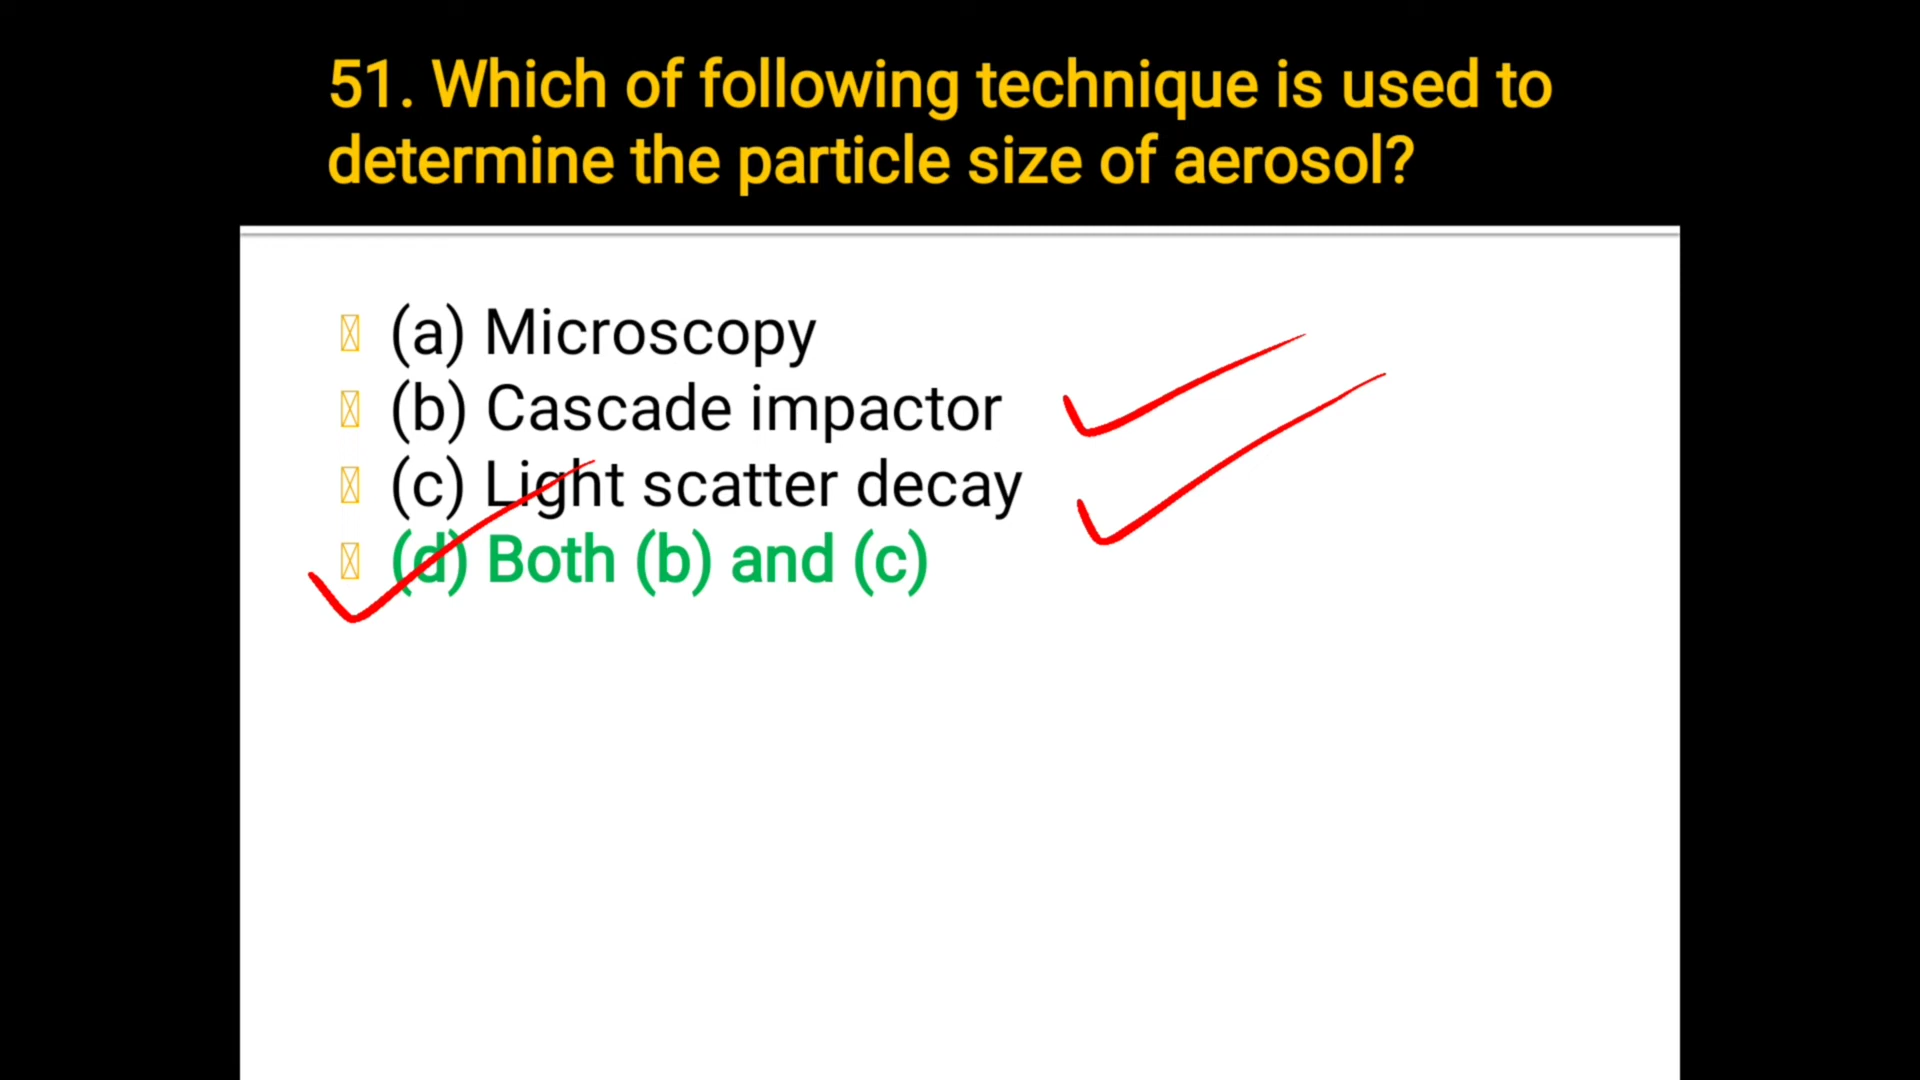 51. Which of following technique is used to
determine the particle size of aerosol?
(a) Microscopy
(b) Cascade impactor
(c) Light scatter decay
(d) Both (b) and (c)